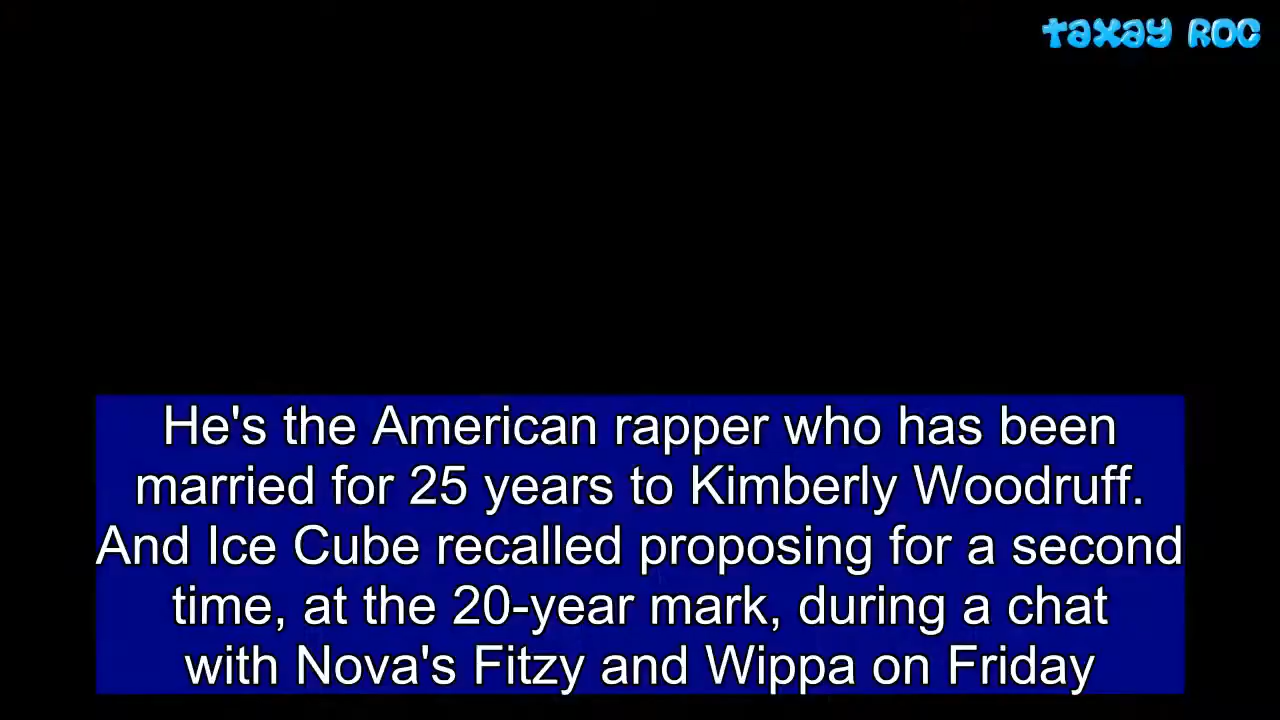 Taxay Roc
He's the American rapper who has been
married for 25 years to Kimberly Woodruff.
And Ice Cube recalled proposing for a second
time, at the 20-year mark, during a chat
with Nova's Fitzy and Wippa on Friday